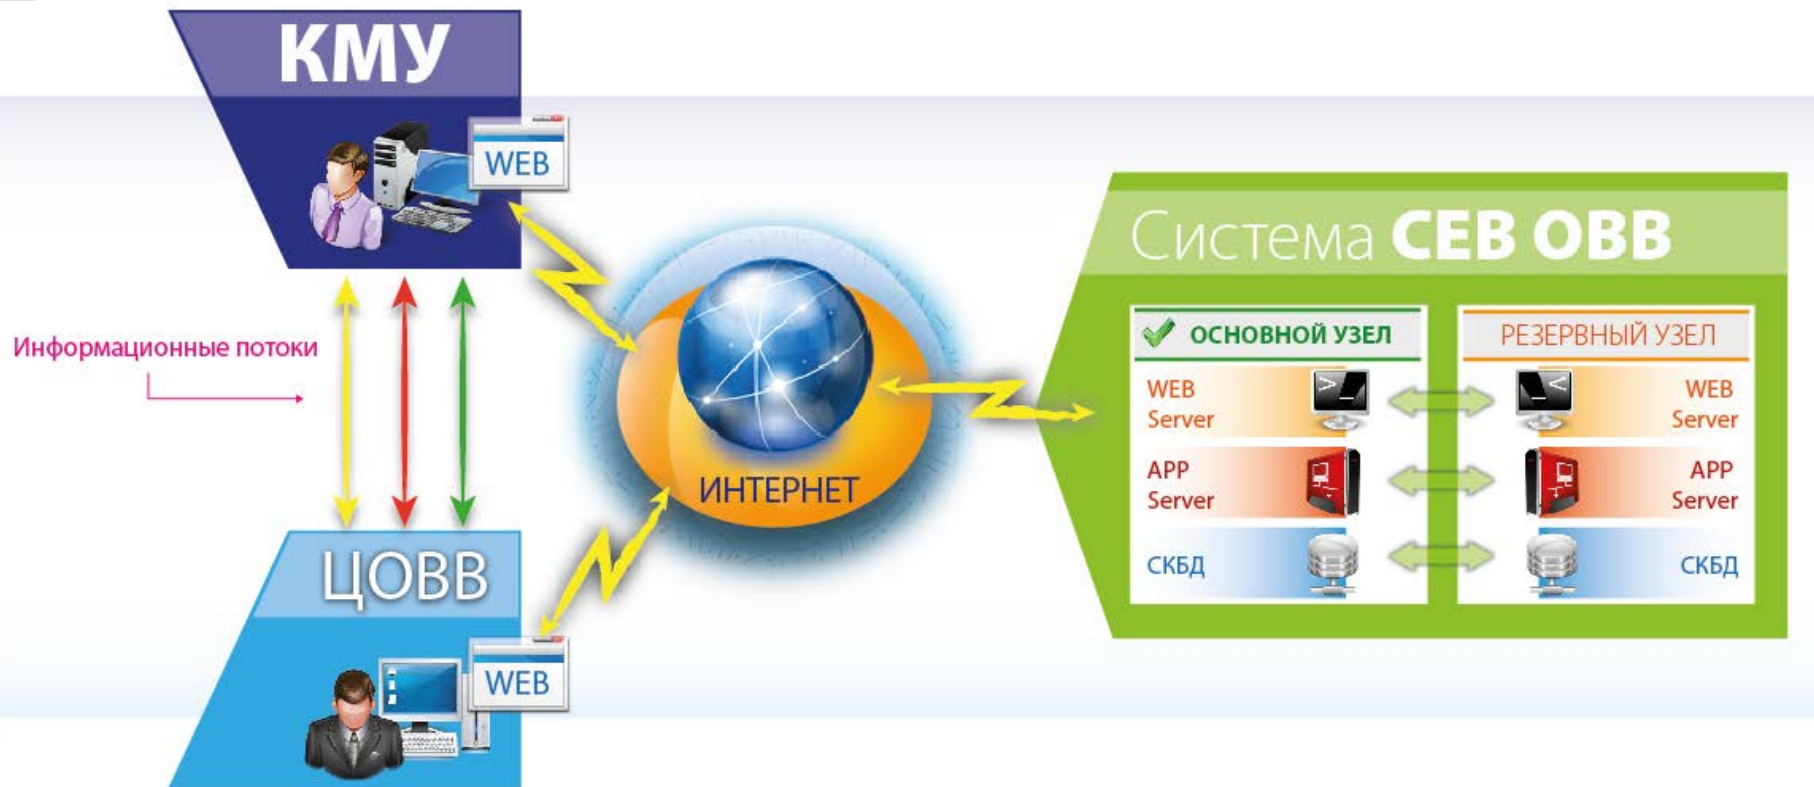 КМУ
WEB
Информационные потоки
ЦОВВ
WEB
ИНТЕРНЕТ
Система СЕВ ОВВ
ОСНОВНОЙ УЗЕЛ
WEB
Server
APP
Server
СКБД
РЕЗЕРВНЫЙ УЗЕЛ
WEB
Server
APP
Server
СКБД